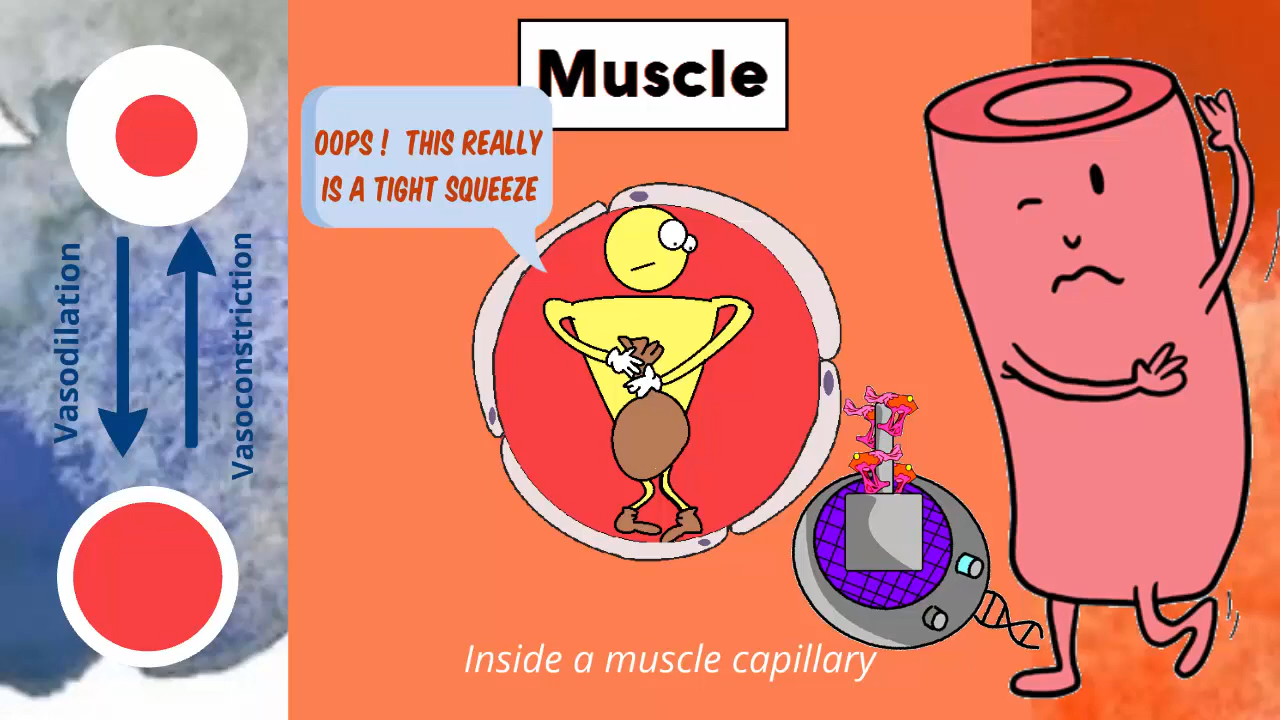 Muscle
OOPS ! THIS REALLY
IS A TIGHT SQUEEZE
Vasodilation
Vasoconstriction
Inside a muscle capillary